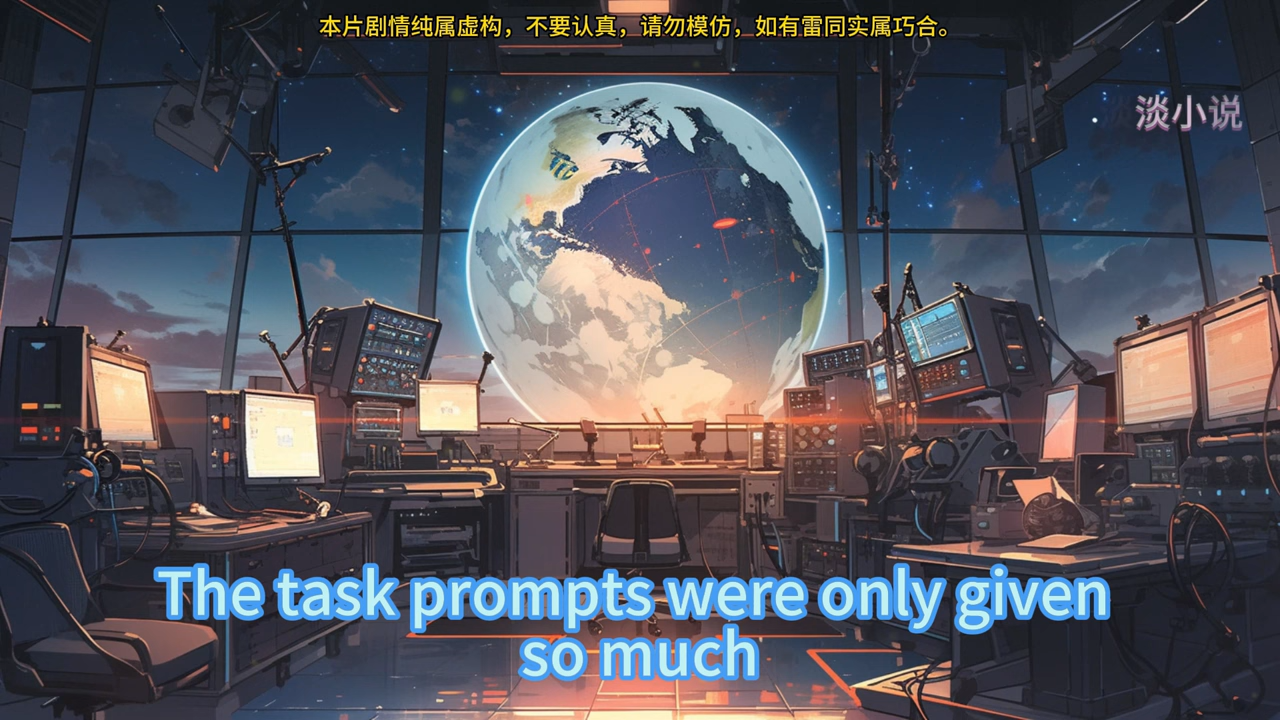 本片剧情纯属虚构，不要认真，请勿模仿，如有雷同实属巧合。
淡小说
The task prompts were only given
so much